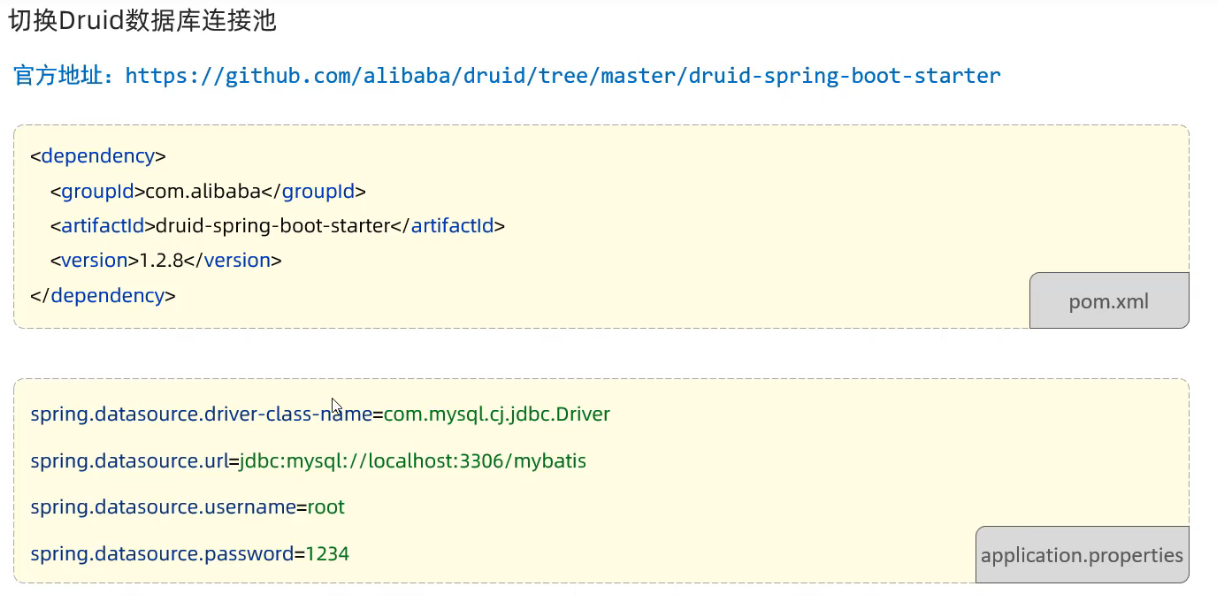 切换Druid数据库连接池
官方地址：https://github.com/alibaba/druid/tree/master/druid-spring-boot-starter
<dependency>
<groupId>com.alibaba</groupId>
<artifactId>druid-spring-boot-starter</artifactId>
<version>1.2.8</version>
</dependency>
pom.xml
spring.datasource.driver-class-name=com.mysql.cj.jdbc.Driver
spring.datasource.url=jdbc:mysql://localhost:3306/mybatis
spring.datasource.username=root
spring.datasource.password=1234
application.properties